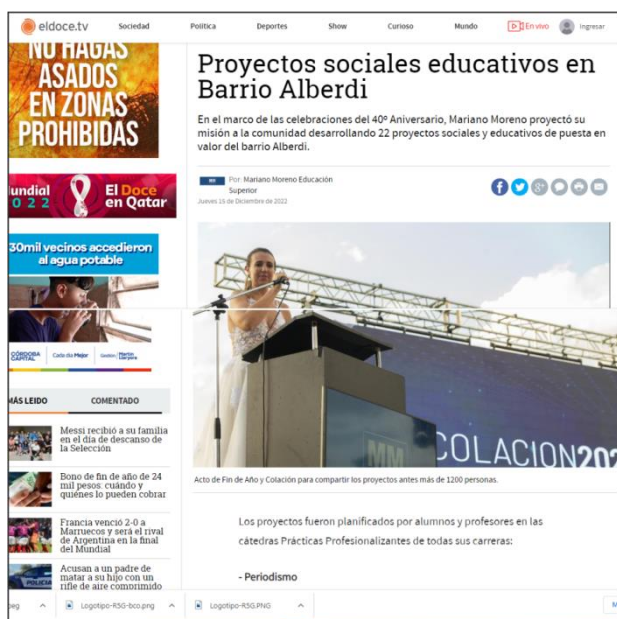 eldoce.tv
Sociedad
Política
Deportes
Show
Curioso
Mundo
En vivo
Ingresar
NO HAGAS
ASADOS
EN ZONAS
PROHIBIDAS
undial
2022
El Doce
en Qatar
30mil vecinos accedieron
al agua potable
CÓRDOBA
CAPITAL
Cada día Mejor
Gestión
Martín
Llaryora
MÁS LEIDO
COMENTADO
Messi recibió a su familia
en el día de descanso de
la Selección
Bono de fin de año de 24
mil pesos: cuándo y
quiénes lo pueden cobrar
Francia venció 2-0 a
Marruecos y será el rival
de Argentina en la final
del Mundial
Acusan a un padre de
matar a su hijo con un
rifle de aire comprimido
POLICIA
Proyectos sociales educativos en
Barrio Alberdi
En el marco de las celebraciones del 40º Aniversario, Mariano Moreno proyectó su
misión a la comunidad desarrollando 22 proyectos sociales y educativos de puesta en
valor del barrio Alberdi.
Por Mariano Moreno Educación
Superior
Jueves 15 de Diciembre de 2022
MM
COLACION202
Acto de Fin de Año y Colación para compartir los proyectos antes más de 1200 personas.
Los proyectos fueron planificados por alumnos y profesores en las
cátedras Prácticas Profesionalizantes de todas sus carreras:
- Periodismo
peg
Logotipo-RSG-bco.png
Logotipo-RSG.PNG
M